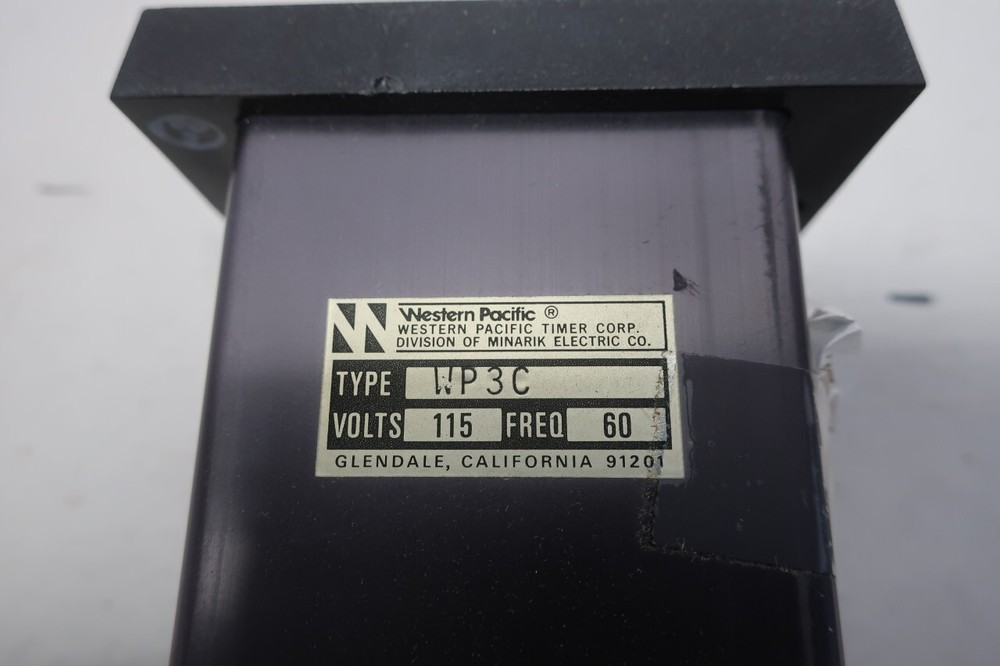 Western Pacific ®
WESTERN PACIFIC TIMER CORP.
DIVISION OF MINARIK ELECTRIC CO.
TYPE WP3C
VOLTS 115 FREQ 60
GLENDALE, CALIFORNIA 91201